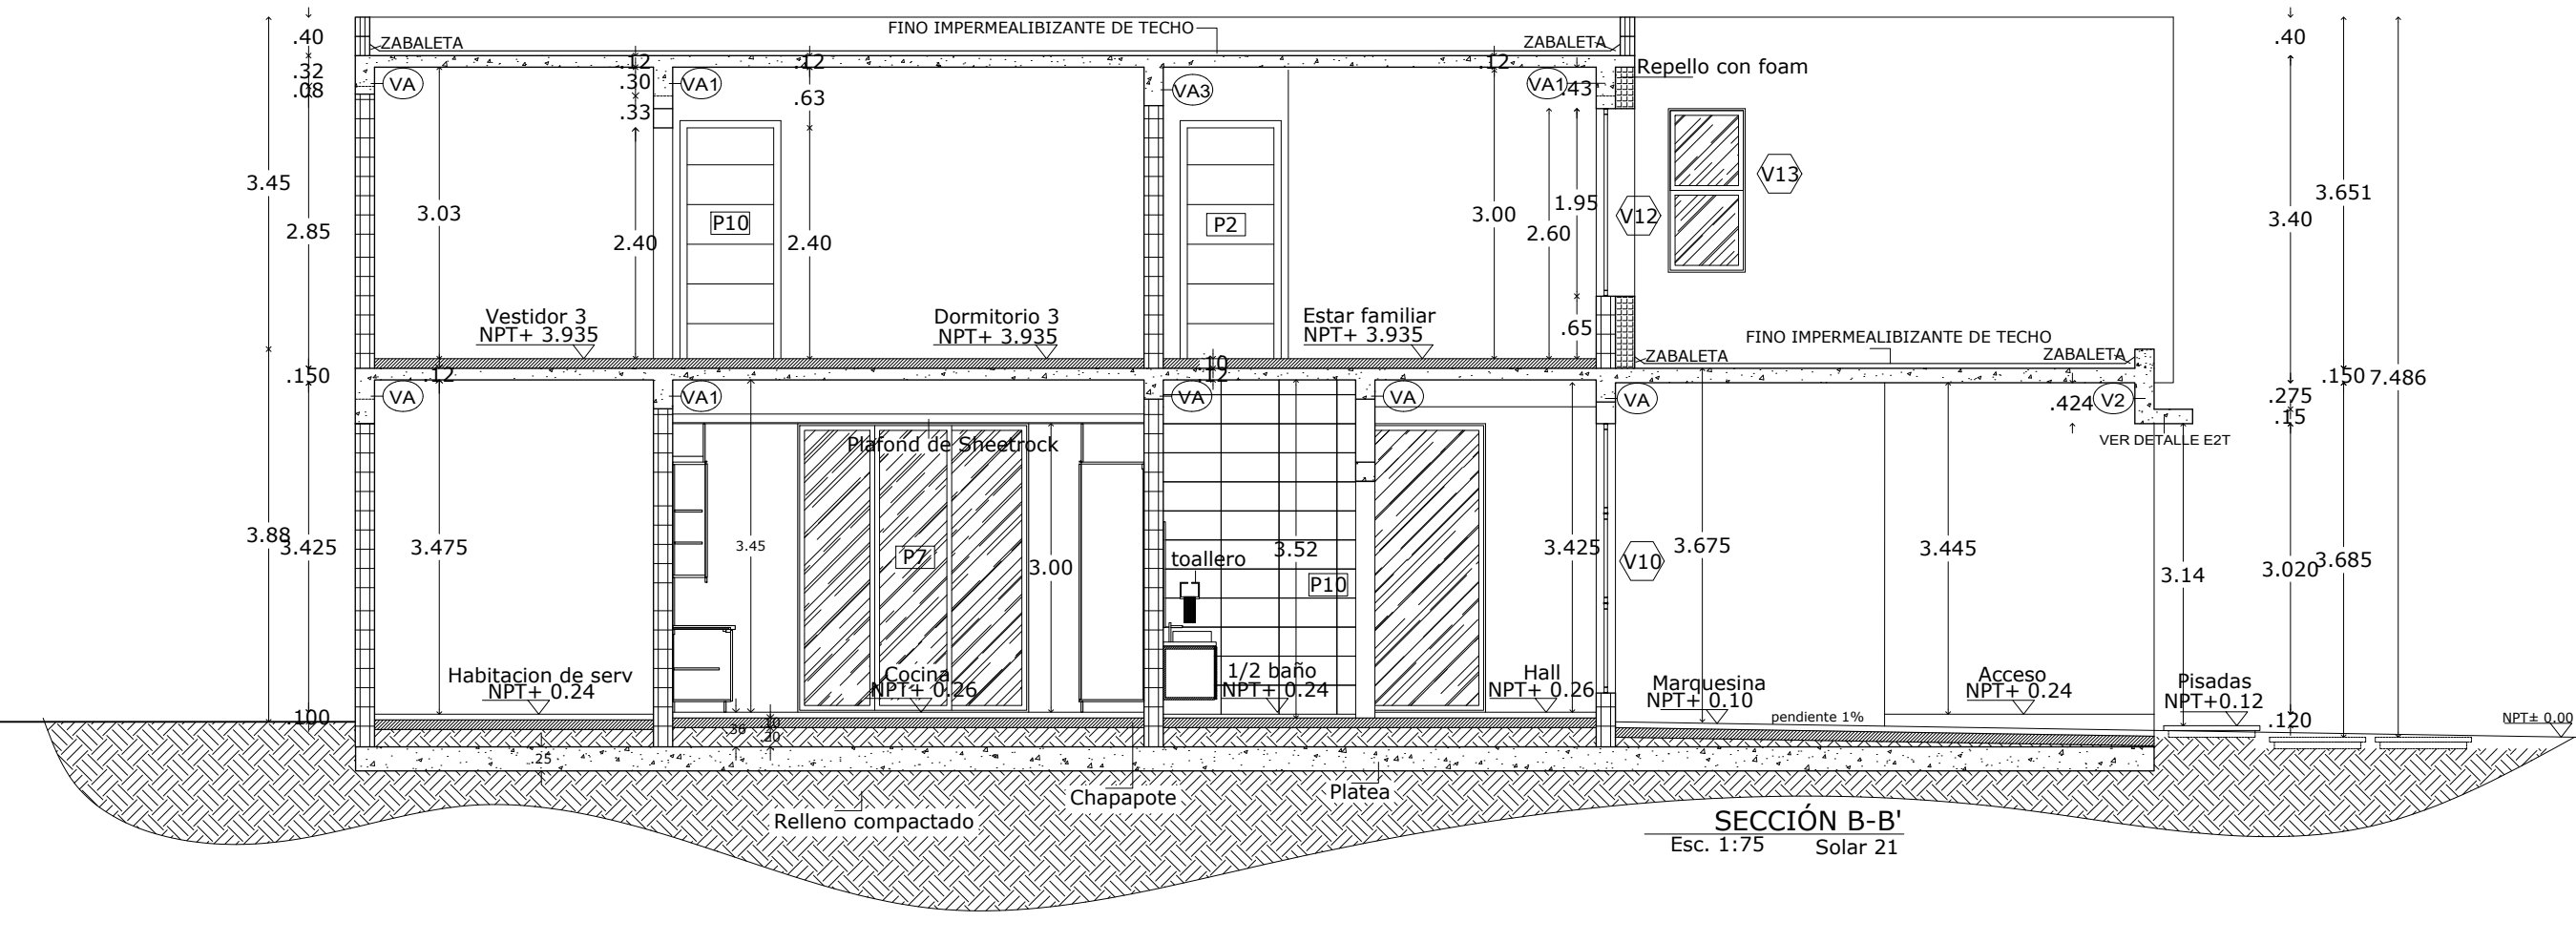 FINO IMPERMEALIBIZANTE DE TECHO
.40
ZABALETA
ZABALETA
.40
.32
.08
.12
.30
.33
.12
.63
.12
.43
VA
VA1
VA3
VA1
Repello con foam
V13
V12
3.45
2.85
3.03
2.40
P10
2.40
P2
3.00
2.60
1.95
.65
3.651
3.40
Vestidor 3
NPT+ 3.935
Dormitorio 3
NPT+ 3.935
Estar familiar
NPT+ 3.935
FINO IMPERMEALIBIZANTE DE TECHO
ZABALETA
ZABALETA
.150
.12
.10
.12
.150
7.486
VA
VA1
VA
VA
VA
.424
V2
.275
.15
VER DETALLE E2T
Plafond de Sheetrock
3.88
3.425
3.475
3.45
P7
3.00
toallero
3.52
P10
3.425
V10
3.675
3.445
3.14
3.020
3.685
Habitacion de serv
NPT+ 0.24
Cocina
NPT+ 0.26
1/2 baño
NPT+ 0.24
Hall
NPT+ 0.26
Marquesina
NPT+ 0.10
pendiente 1%
Acceso
NPT+ 0.24
Pisadas
NPT+0.12
.100
.36
.10
.20
.120
NPT± 0.00
.25
Chapapote
Platea
Relleno compactado
SECCIÓN B-B'
Esc. 1:75
Solar 21